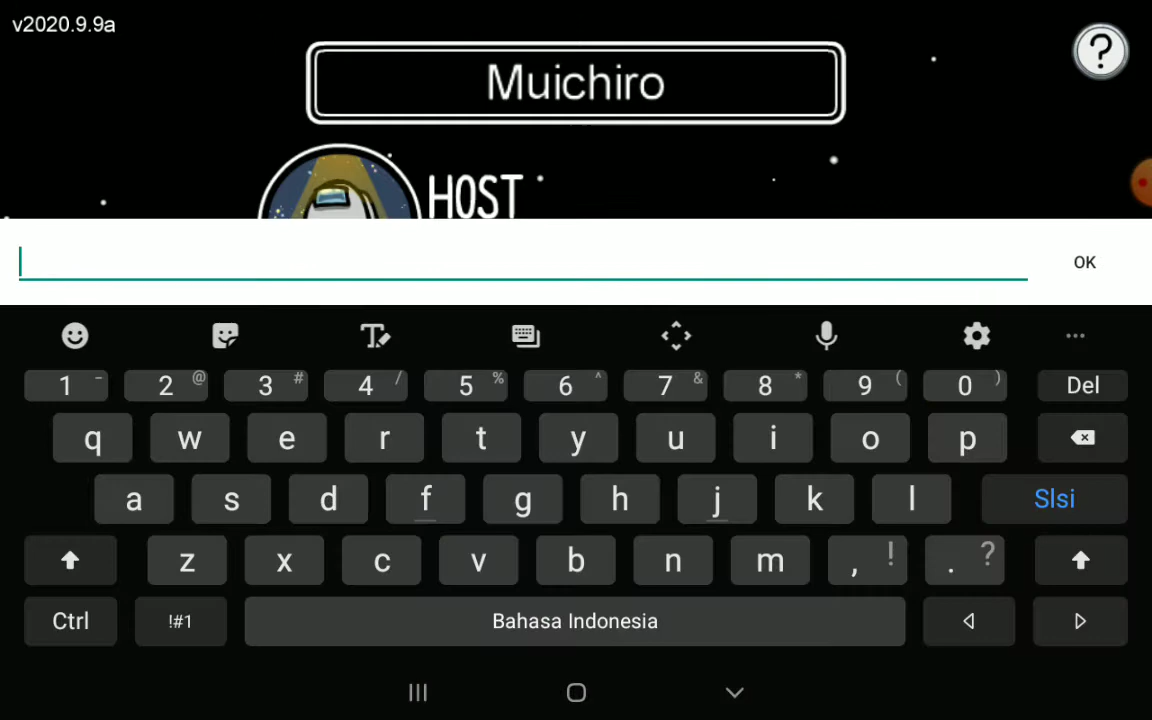 v2020.9.9a
?
Muichiro
HOST
OK
1 - 2 @ 3 # 4 / 5 % 6 ^ 7 & 8 * 9 ( 0 ) Del
q w e r t y u i o p
a s d f g h j k l Slsi
z x c v b n m , ! . ?
Ctrl !#1 Bahasa Indonesia